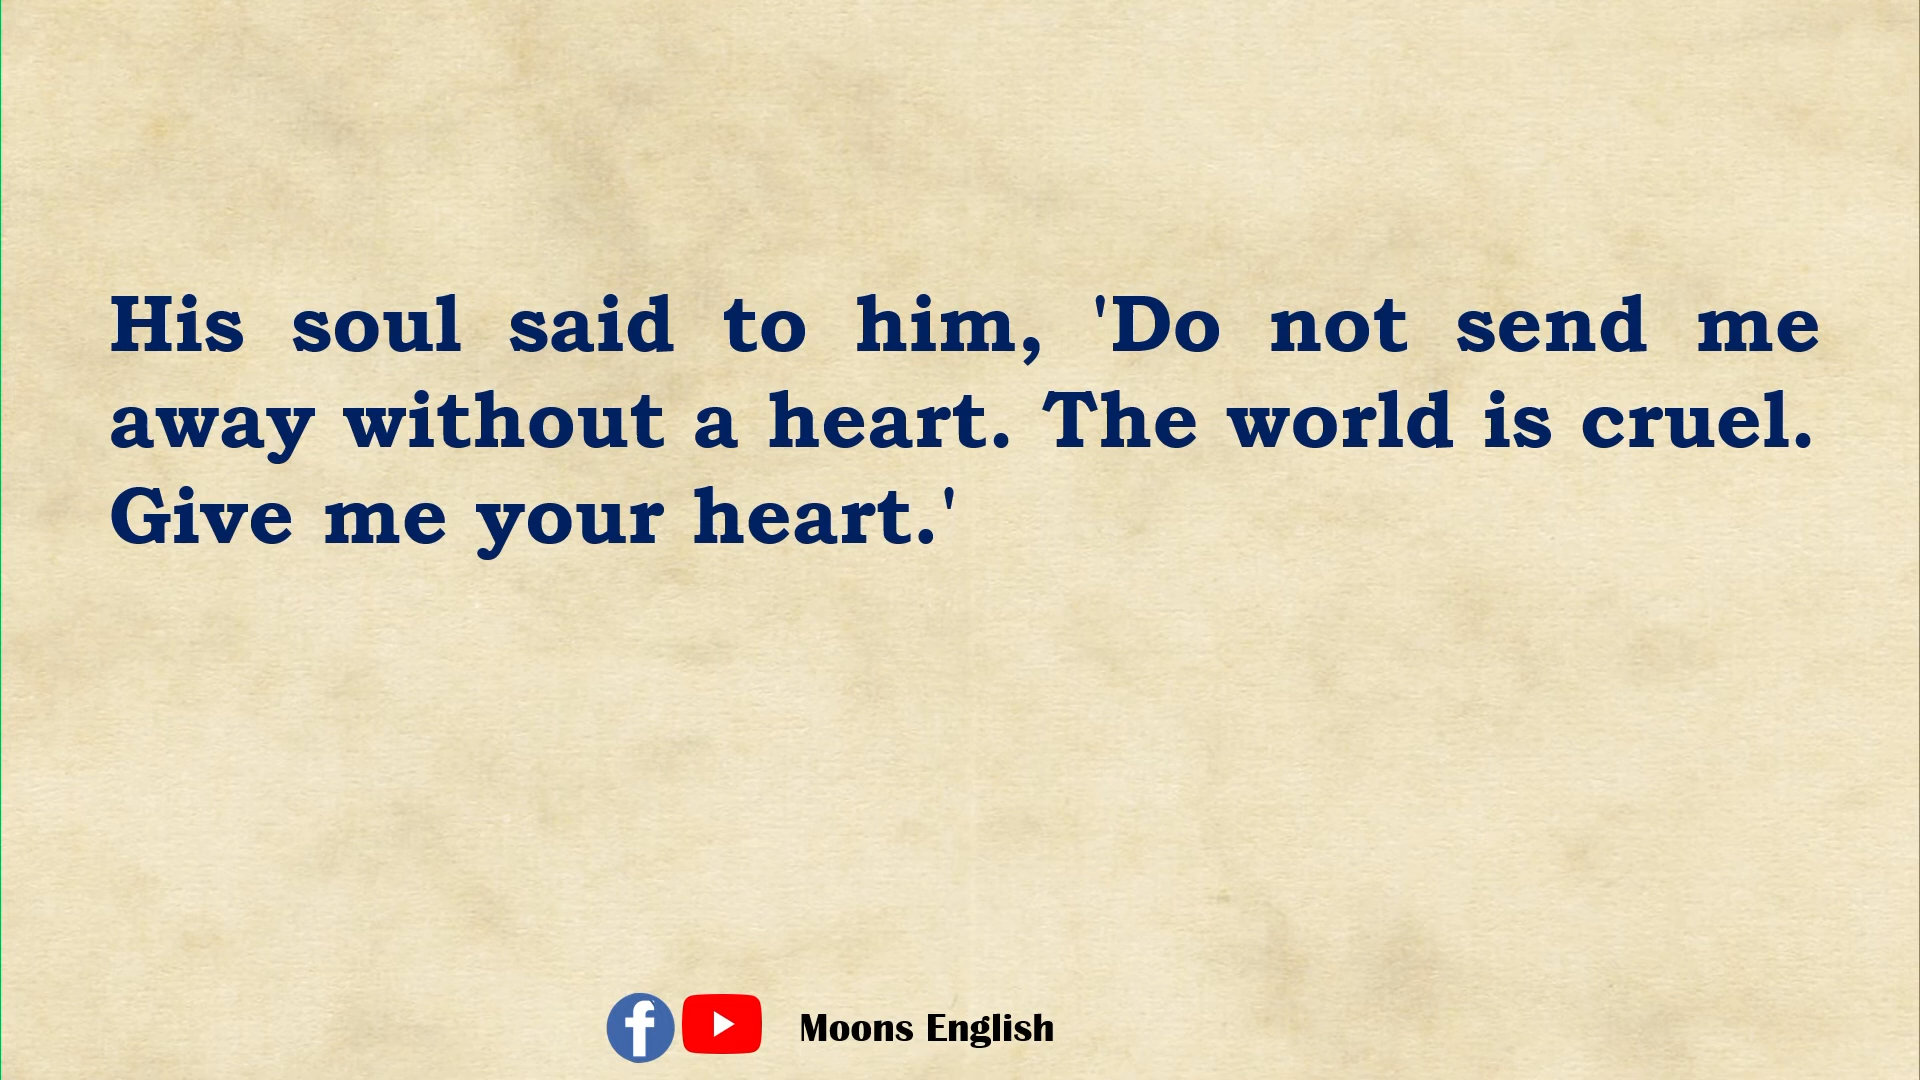 His soul said to him, 'Do not send me
away without a heart. The world is cruel.
Give me your heart.'
Moons English